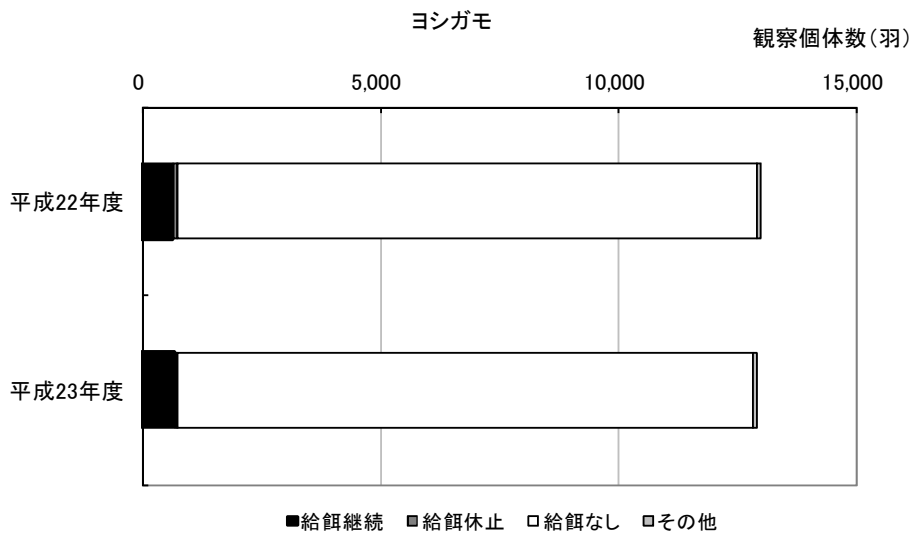 ヨシガモ
観察個体数（羽）
0 5,000 10,000 15,000
平成22年度
平成23年度
■給餌継続 ■給餌休止 □給餌なし ■その他